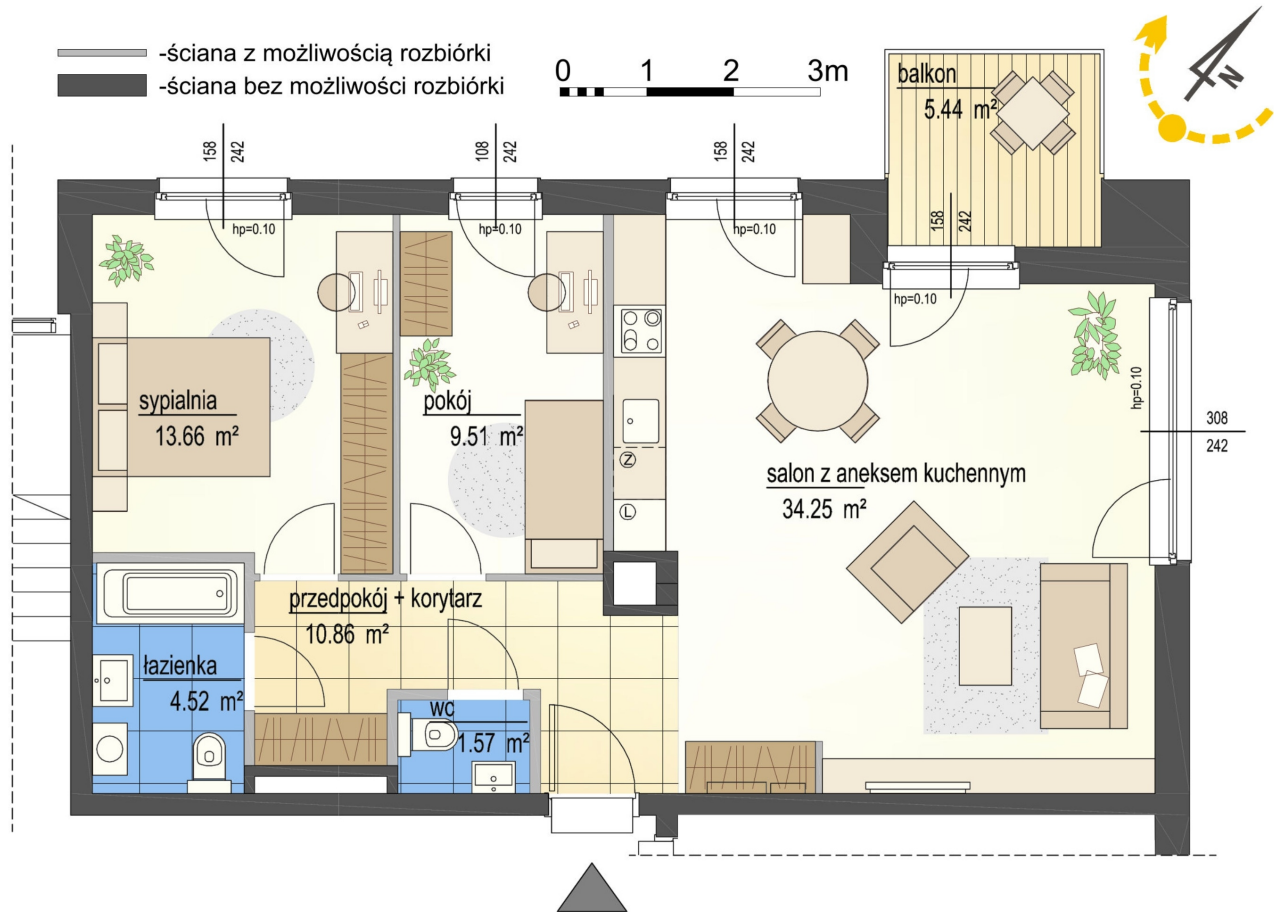 -ściana z możliwością rozbiórki
-ściana bez możliwości rozbiórki
0 1 2 3m
N
balkon
5.44 m²
158
242
108
242
158
242
158
242
hp=0.10
hp=0.10
hp=0.10
hp=0.10
hp=0.10
308
242
sypialnia
13.66 m²
pokój
9.51 m²
Z
L
salon z aneksem kuchennym
34.25 m²
przedpokój + korytarz
10.86 m²
łazienka
4.52 m²
wc
1.57 m²